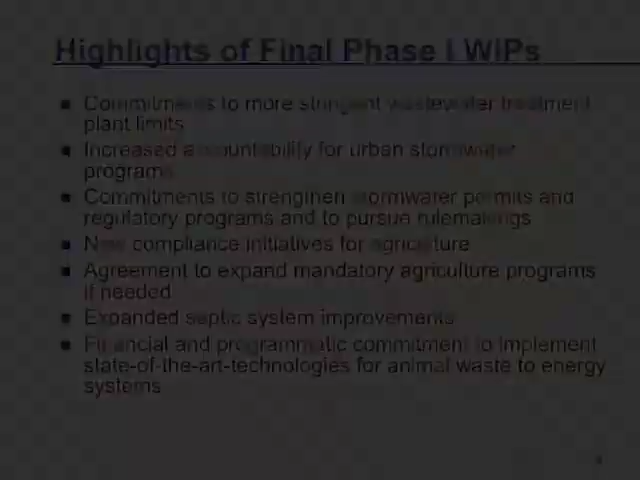 Highlights of Final Phase I WIPs
Commitments to more stringent wastewater treatment
plant limits
Increased accountability for urban stormwater
programs
Commitments to strengthen stormwater permits and
regulatory programs and to pursue rulemakings
New compliance initiatives for agriculture
Agreement to expand mandatory agriculture programs
if needed
Expanded septic system improvements
Financial and programmatic commitment to implement
state-of-the-art-technologies for animal waste to energy
systems